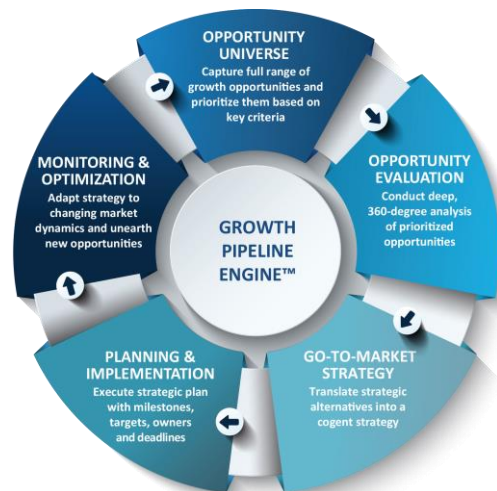 OPPORTUNITY
UNIVERSE
Capture full range of
growth opportunities and
prioritize them based on
key criteria
OPPORTUNITY
EVALUATION
Conduct deep,
360-degree analysis
of prioritized
opportunities
GO-TO-MARKET
STRATEGY
Translate strategic
alternatives into a
cogent strategy
PLANNING &
IMPLEMENTATION
Execute strategic plan
with milestones,
targets, owners
and deadlines
MONITORING &
OPTIMIZATION
Adapt strategy to
changing market
dynamics and unearth
new opportunities
GROWTH
PIPELINE
ENGINE™